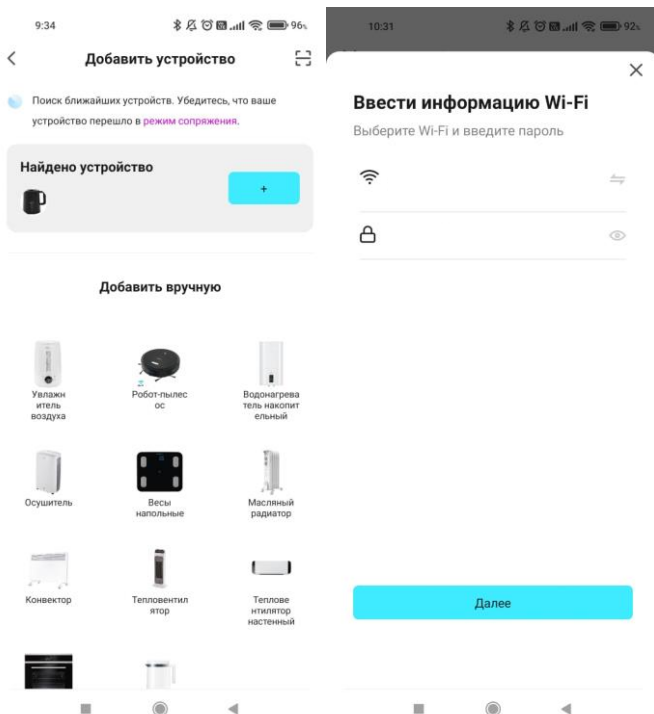 9:34
96%
Добавить устройство
Поиск ближайших устройств. Убедитесь, что ваше
устройство перешло в режим сопряжения.
Найдено устройство
+
Добавить вручную
Увлажн
итель
воздуха
Робот-пылес
ос
Водонагрева
тель накопит
ельный
Осушитель
Весы
напольные
Масляный
радиатор
Конвектор
Тепловентил
ятор
Теплове
нтилятор
настенный
10:31
92%
Ввести информацию Wi-Fi
Выберите Wi-Fi и введите пароль
Далее